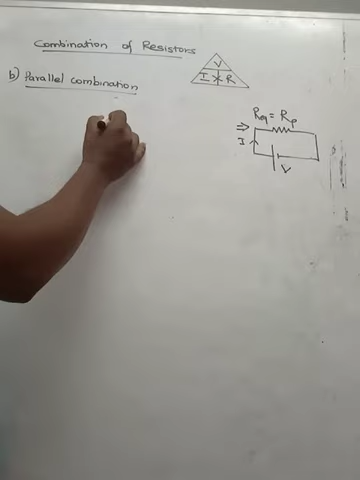 Combination of Resistors
V
I × R
b) Parallel combination
Req = Rp
⇒
I
V